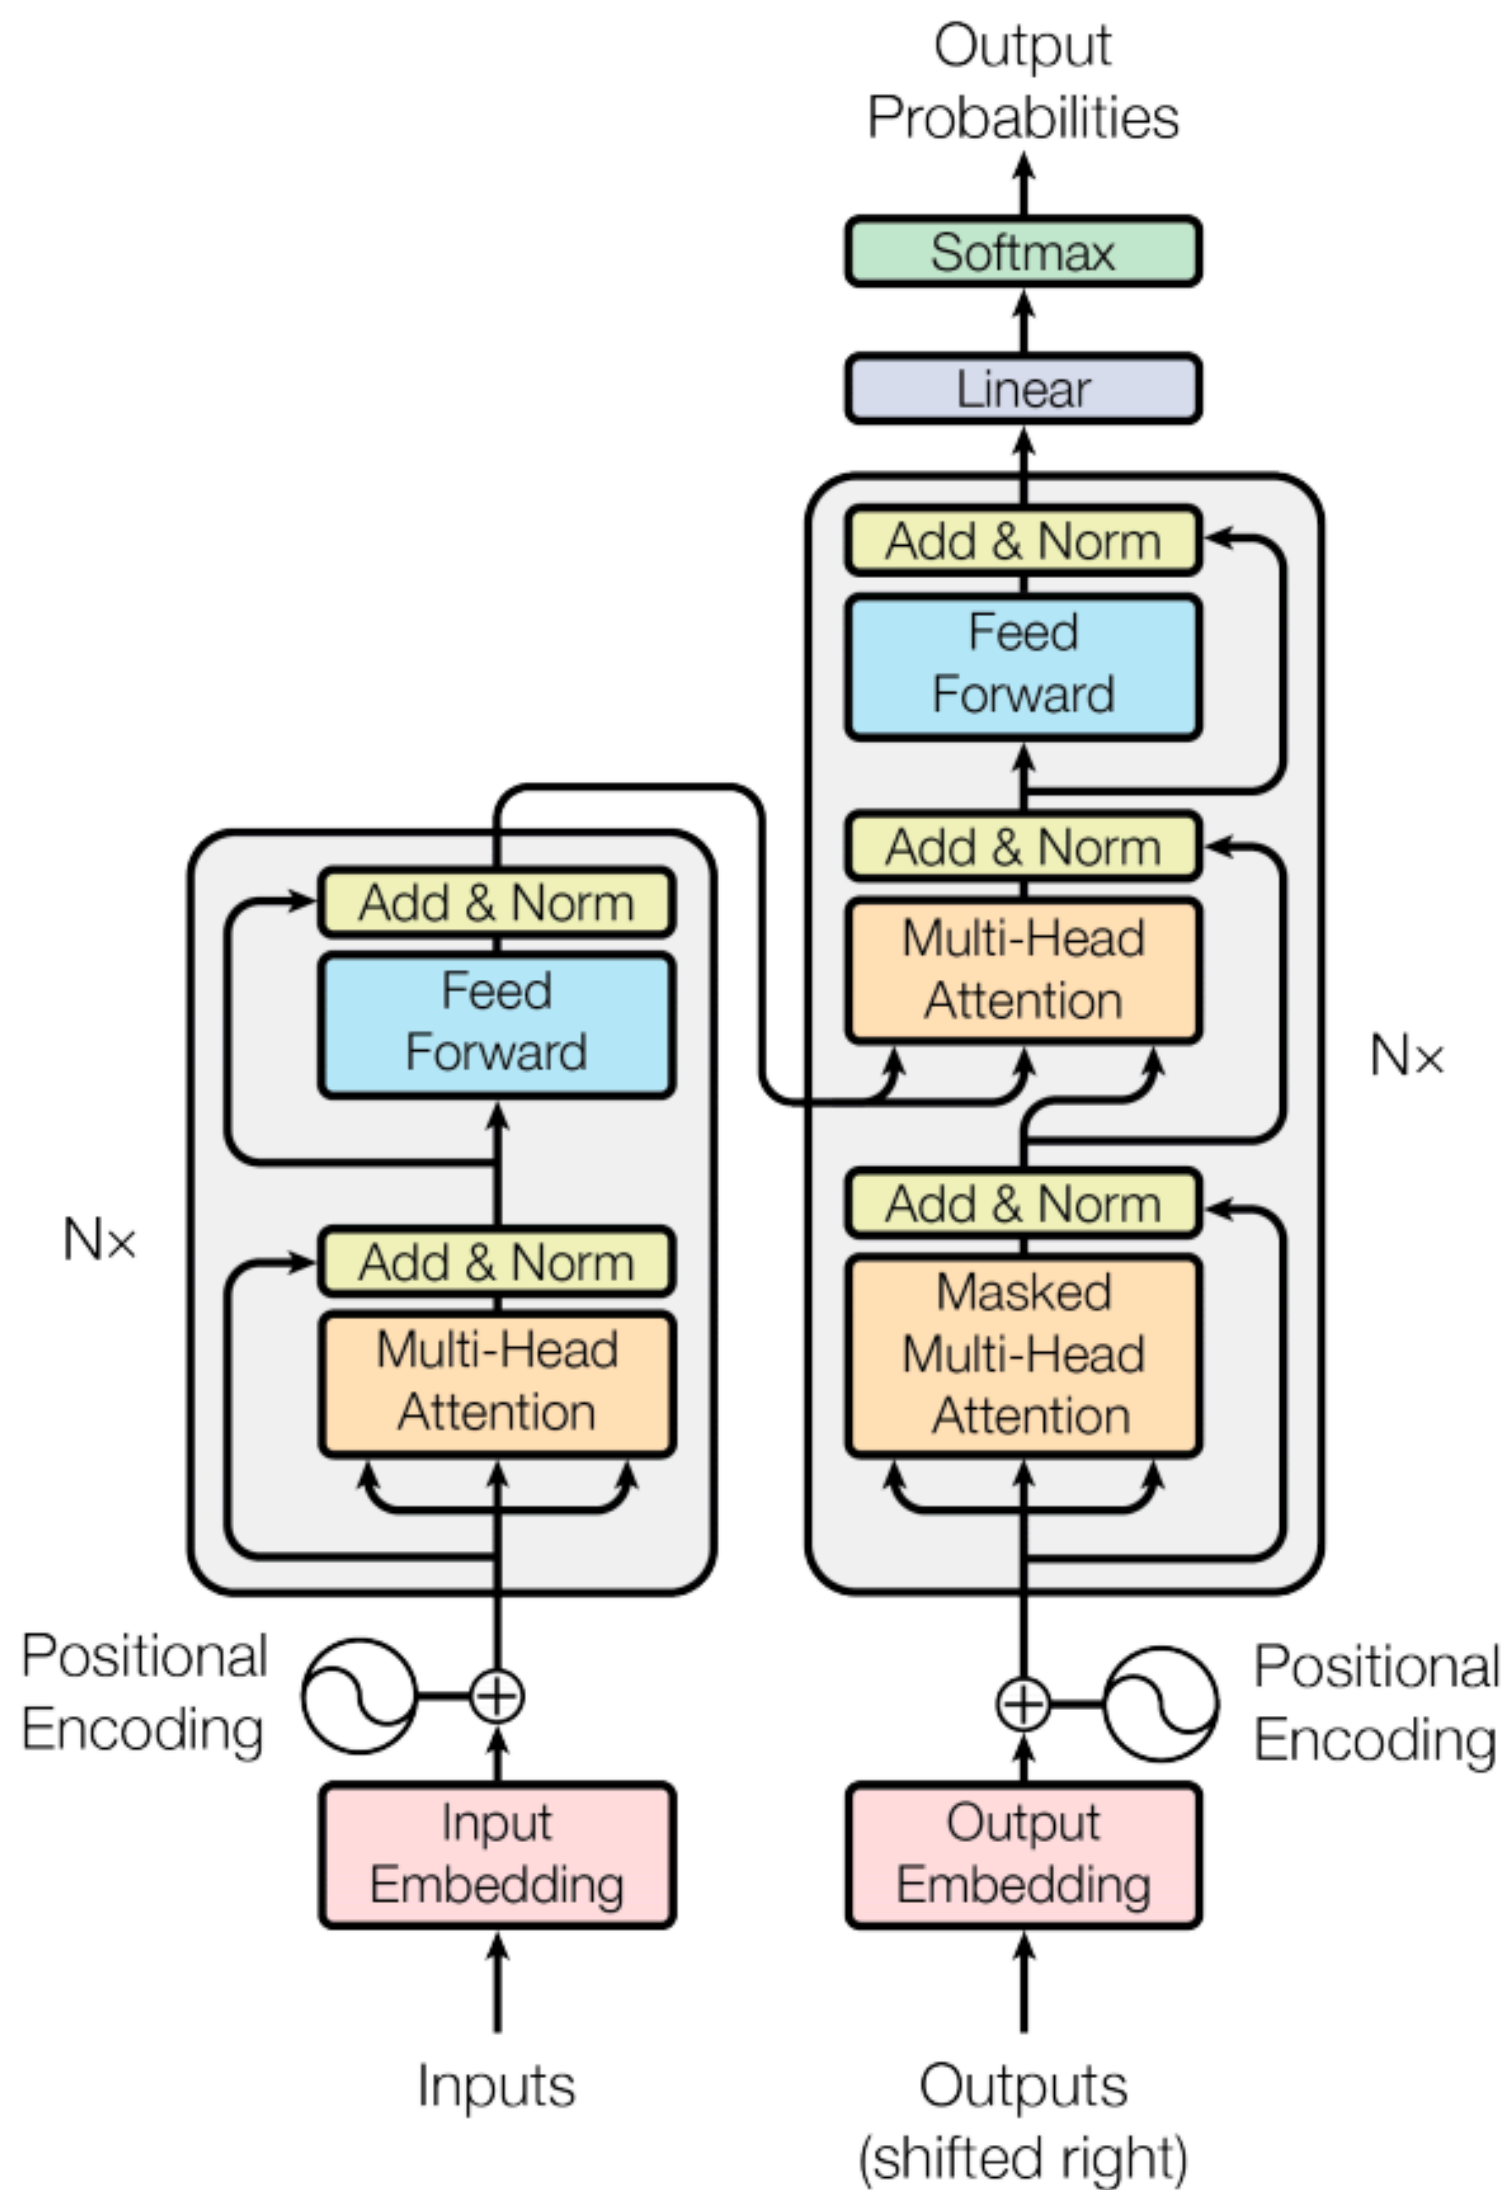 Output
Probabilities
Softmax
Linear
Add & Norm
Feed
Forward
Add & Norm
Multi-Head
Attention
Add & Norm
Masked
Multi-Head
Attention
Nx
Add & Norm
Feed
Forward
Add & Norm
Multi-Head
Attention
Nx
Positional
Encoding
Positional
Encoding
Input
Embedding
Output
Embedding
Inputs
Outputs
(shifted right)